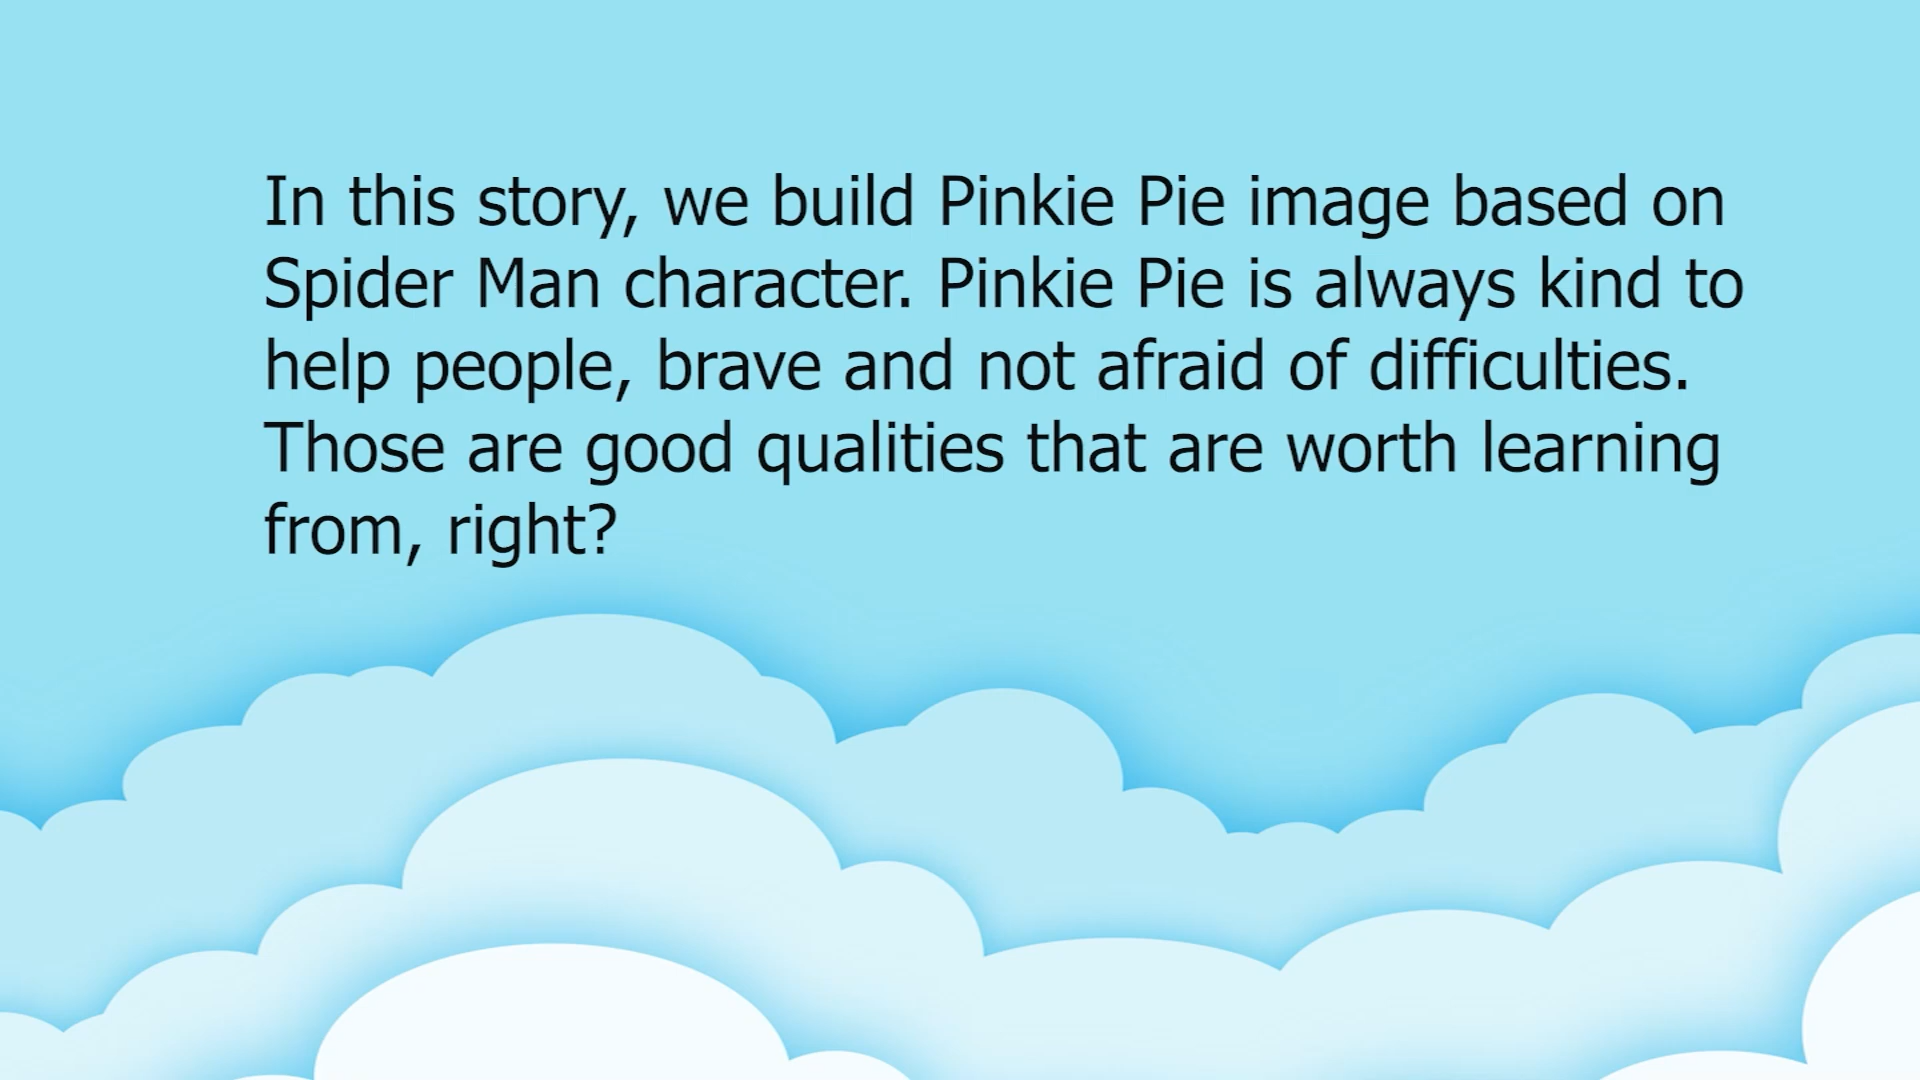 In this story, we build Pinkie Pie image based on
Spider Man character. Pinkie Pie is always kind to
help people, brave and not afraid of difficulties.
Those are good qualities that are worth learning
from, right?